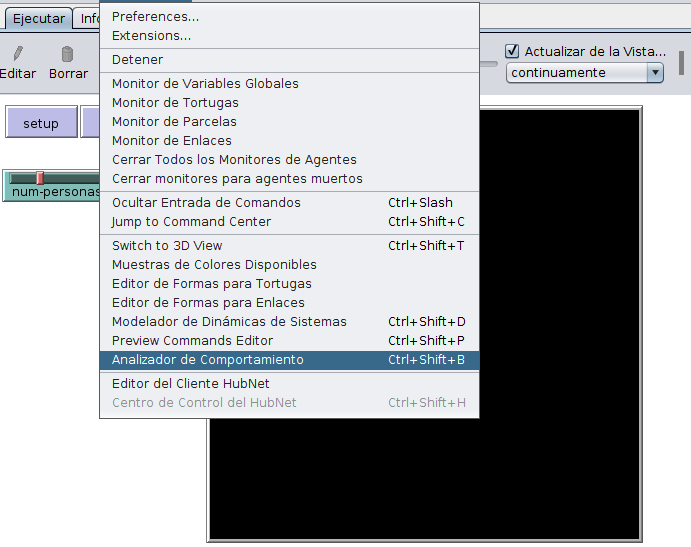 Ejecutar
Preferences...
Extensions...
Detener
Editar Borrar
Actualizar de la Vista...
continuamente
Monitor de Variables Globales
Monitor de Tortugas
Monitor de Parcelas
Monitor de Enlaces
Cerrar Todos los Monitores de Agentes
Cerrar monitores para agentes muertos
setup
num-personas
Ocultar Entrada de Comandos Ctrl+Slash
Jump to Command Center Ctrl+Shift+C
Switch to 3D View Ctrl+Shift+T
Muestras de Colores Disponibles
Editor de Formas para Tortugas
Editor de Formas para Enlaces
Modelador de Dinámicas de Sistemas Ctrl+Shift+D
Preview Commands Editor Ctrl+Shift+P
Analizador de Comportamiento Ctrl+Shift+B
Editor del Cliente HubNet
Centro de Control del HubNet Ctrl+Shift+H